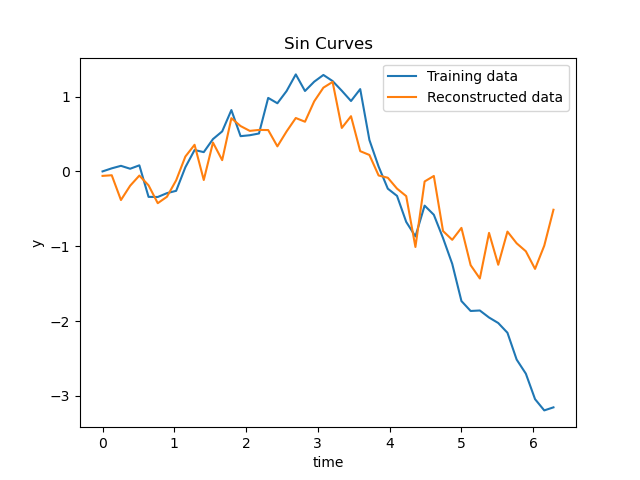 Sin Curves
Training data
Reconstructed data
1
0
−1
−2
−3
y
0 1 2 3 4 5 6
time